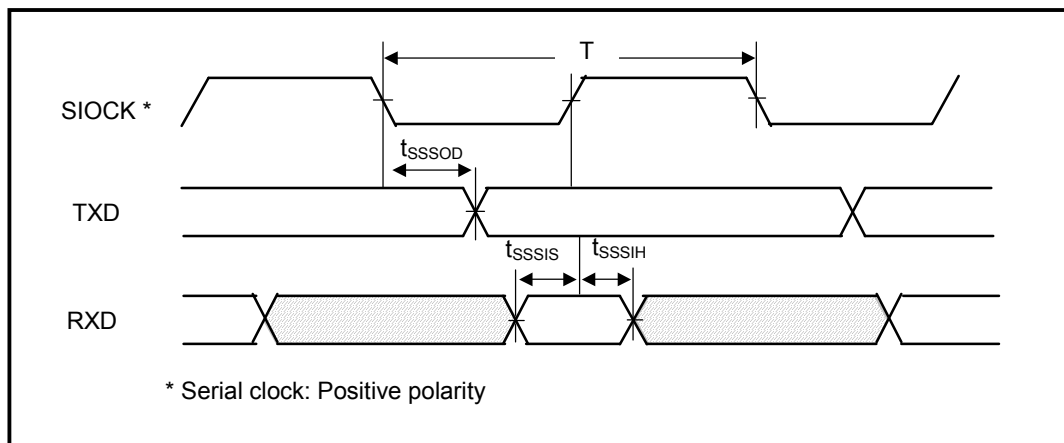 T
SIOCK *
tSSSOD
TXD
tSSSIS tSSSIH
RXD
* Serial clock: Positive polarity